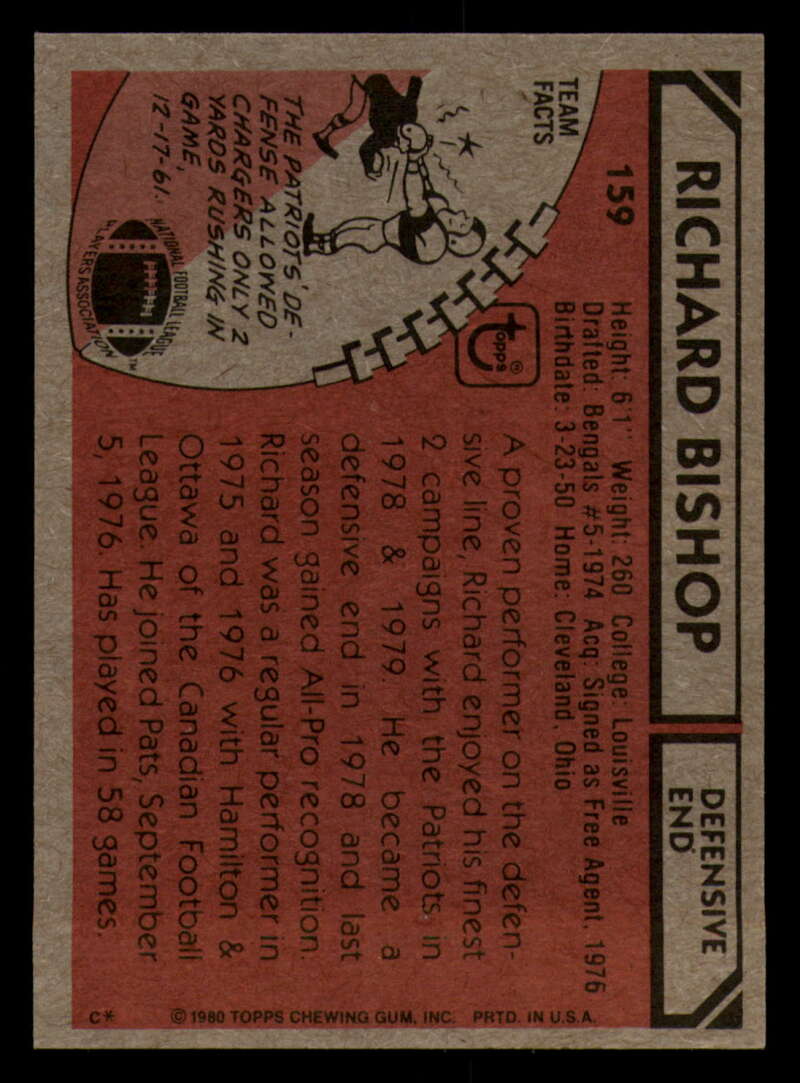 RICHARD BISHOP
DEFENSIVE
END
159
Height: 6'1" Weight: 260 College: Louisville
Drafted: Bengals #5-1974 Acq: Signed as Free Agent, 1976
Birthdate: 3-23-50 Home: Cleveland, Ohio
TEAM
FACTS
topps®
A proven performer on the defen-
sive line, Richard enjoyed his finest
2 campaigns with the Patriots in
1978 & 1979. He became a
defensive end in 1978 and last
season gained All-Pro recognition.
Richard was a regular performer in
1975 and 1976 with Hamilton &
Ottawa of the Canadian Football
League. He joined Pats, September
5, 1976. Has played in 58 games.
THE PATRIOTS' DE-
FENSE ALLOWED
CHARGERS ONLY 2
YARDS RUSHING IN
GAME,
12-17-61.
NATIONAL FOOTBALL LEAGUE
PLAYERS ASSOCIATION™
C* © 1980 TOPPS CHEWING GUM, INC. PRTD. IN U.S.A.